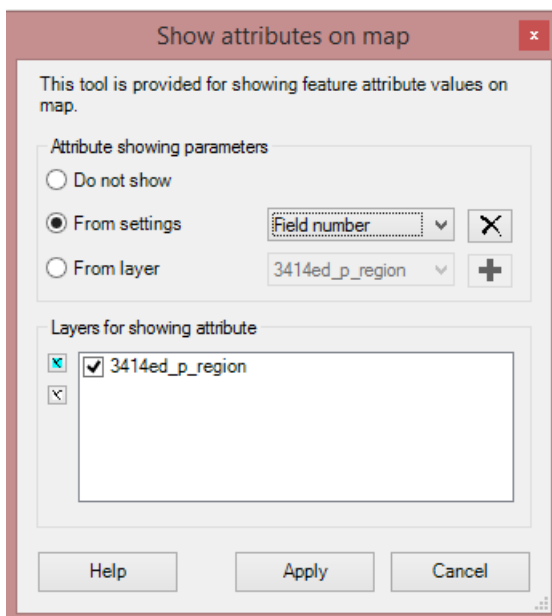 Show attributes on map
This tool is provided for showing feature attribute values on
map.
Attribute showing parameters
Do not show
From settings
Field number
From layer
3414ed_p_region
Layers for showing attribute
3414ed_p_region
Help
Apply
Cancel